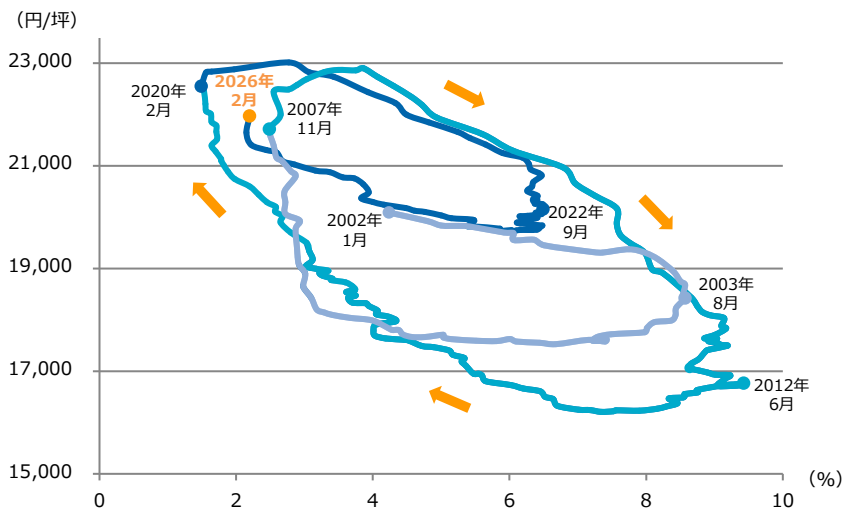 （円/坪）
23,000
21,000
19,000
17,000
15,000
0
2
4
6
8
10
（%）
2020年
2月
2026年
2月
2007年
11月
2002年
1月
2022年
9月
2003年
8月
2012年
6月